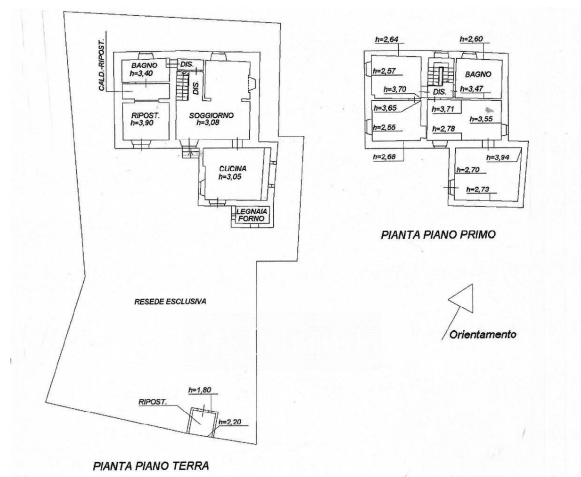 CALD.-RIPOST.
BAGNO
h=3,40
DIS.
DIS.
RIPOST.
h=3,90
SOGGIORNO
h=3,08
CUCINA
h=3,05
LEGNAIA
FORNO
RESEDE ESCLUSIVA
h=1,80
RIPOST.
h=2,20
PIANTA PIANO TERRA
h=2,64
h=2,60
h=2,57
BAGNO
h=3,47
DIS.
h=3,70
h=3,65
h=3,71
h=3,55
h=2,55
h=2,78
h=2,68
h=3,94
h=2,70
h=2,73
PIANTA PIANO PRIMO
Orientamento